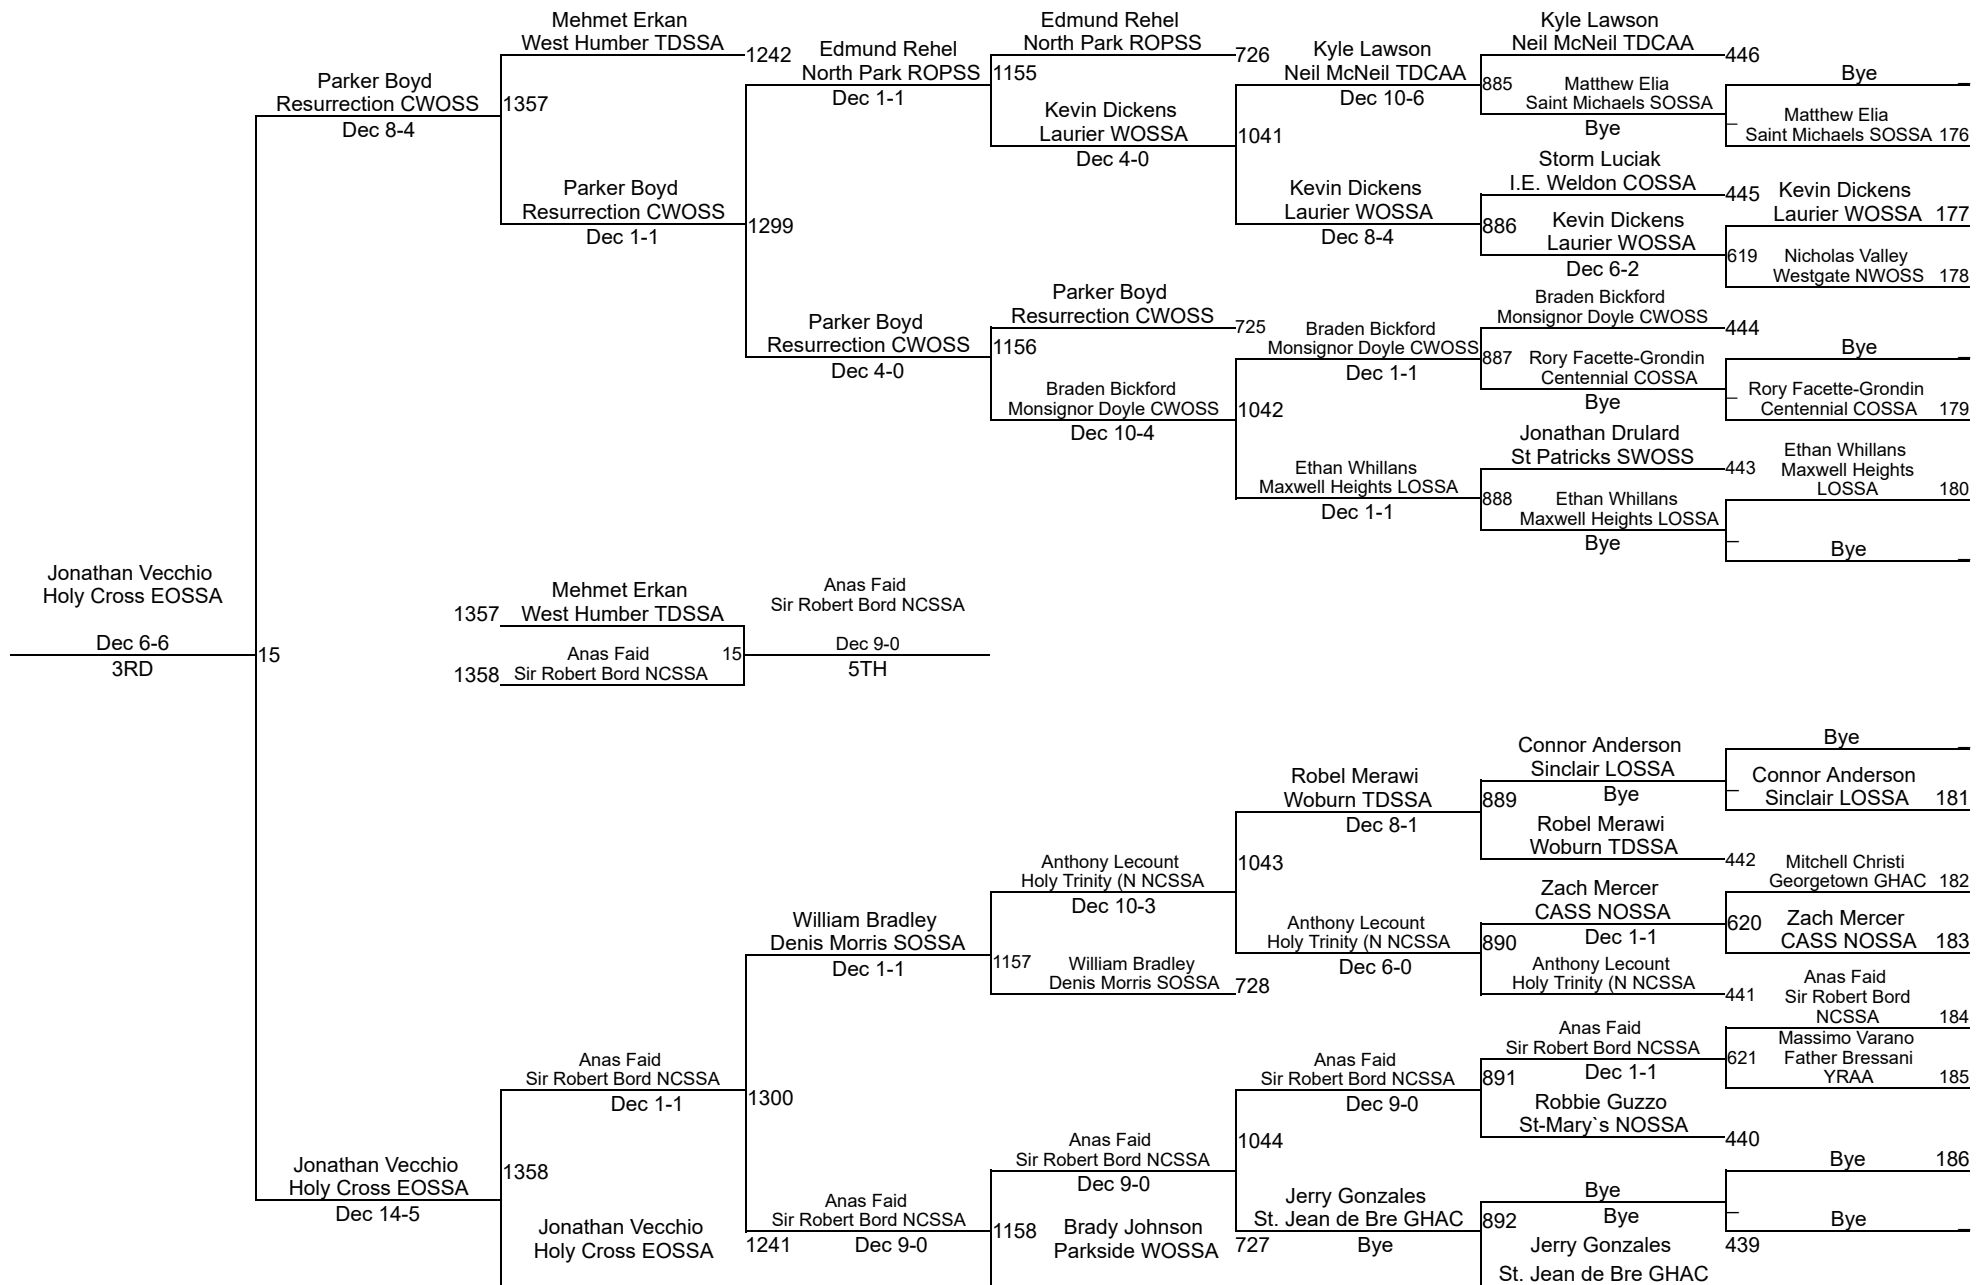 Mehmet Erkan
West Humber TDSSA
1242
Edmund Rehel
North Park ROPSS
Dec 1-1
Edmund Rehel
North Park ROPSS
726
1155
Kyle Lawson
Neil McNeil TDCAA
Dec 10-6
Kyle Lawson
Neil McNeil TDCAA
446
Bye
885
Matthew Elia
Saint Michaels SOSSA
Bye
Matthew Elia
Saint Michaels SOSSA 176
Parker Boyd
Resurrection CWOSS
Dec 8-4
1357
Kevin Dickens
Laurier WOSSA
Dec 4-0
1041
Storm Luciak
I.E. Weldon COSSA
445
Kevin Dickens
Laurier WOSSA 177
Parker Boyd
Resurrection CWOSS
Dec 1-1
1299
Kevin Dickens
Laurier WOSSA
Dec 8-4
886
Kevin Dickens
Laurier WOSSA
Dec 6-2
619
Nicholas Valley
Westgate NWOSS 178
Parker Boyd
Resurrection CWOSS
Dec 4-0
Parker Boyd
Resurrection CWOSS
725
1156
Braden Bickford
Monsignor Doyle CWOSS
Dec 1-1
Braden Bickford
Monsignor Doyle CWOSS
444
Bye
887
Rory Facette-Grondin
Centennial COSSA
Bye
Rory Facette-Grondin
Centennial COSSA 179
Braden Bickford
Monsignor Doyle CWOSS
Dec 10-4
1042
Jonathan Drulard
St Patricks SWOSS
443
Ethan Whillans
Maxwell Heights
LOSSA 180
Ethan Whillans
Maxwell Heights LOSSA
Dec 1-1
888
Ethan Whillans
Maxwell Heights LOSSA
Bye
Bye
Jonathan Vecchio
Holy Cross EOSSA
Dec 6-6
3RD
15
1357
Mehmet Erkan
West Humber TDSSA
1358
Anas Faid
Sir Robert Bord NCSSA
15
Anas Faid
Sir Robert Bord NCSSA
Dec 9-0
5TH
Robel Merawi
Woburn TDSSA
Dec 8-1
Connor Anderson
Sinclair LOSSA
Bye
Bye
Connor Anderson
Sinclair LOSSA 181
889
Robel Merawi
Woburn TDSSA
442
Mitchell Christi
Georgetown GHAC 182
Anthony Lecount
Holy Trinity (N NCSSA
Dec 10-3
1043
Zach Mercer
CASS NOSSA
Dec 1-1
620
Zach Mercer
CASS NOSSA 183
William Bradley
Denis Morris SOSSA
Dec 1-1
1157
William Bradley
Denis Morris SOSSA
728
Anthony Lecount
Holy Trinity (N NCSSA
Dec 6-0
890
Anthony Lecount
Holy Trinity (N NCSSA
441
Anas Faid
Sir Robert Bord
NCSSA 184
Anas Faid
Sir Robert Bord NCSSA
Dec 1-1
1300
Anas Faid
Sir Robert Bord NCSSA
Dec 9-0
Anas Faid
Sir Robert Bord NCSSA
Dec 1-1
621
Massimo Varano
Father Bressani
YRAA 185
891
Robbie Guzzo
St-Mary`s NOSSA
440
Bye 186
Anas Faid
Sir Robert Bord NCSSA
Dec 9-0
1044
Jonathan Vecchio
Holy Cross EOSSA
Dec 14-5
1358
Jonathan Vecchio
Holy Cross EOSSA
1241
Anas Faid
Sir Robert Bord NCSSA
Dec 9-0
1158
Brady Johnson
Parkside WOSSA
727
Jerry Gonzales
St. Jean de Bre GHAC
Bye
892
Bye
Bye
Bye
Jerry Gonzales
St. Jean de Bre GHAC
439